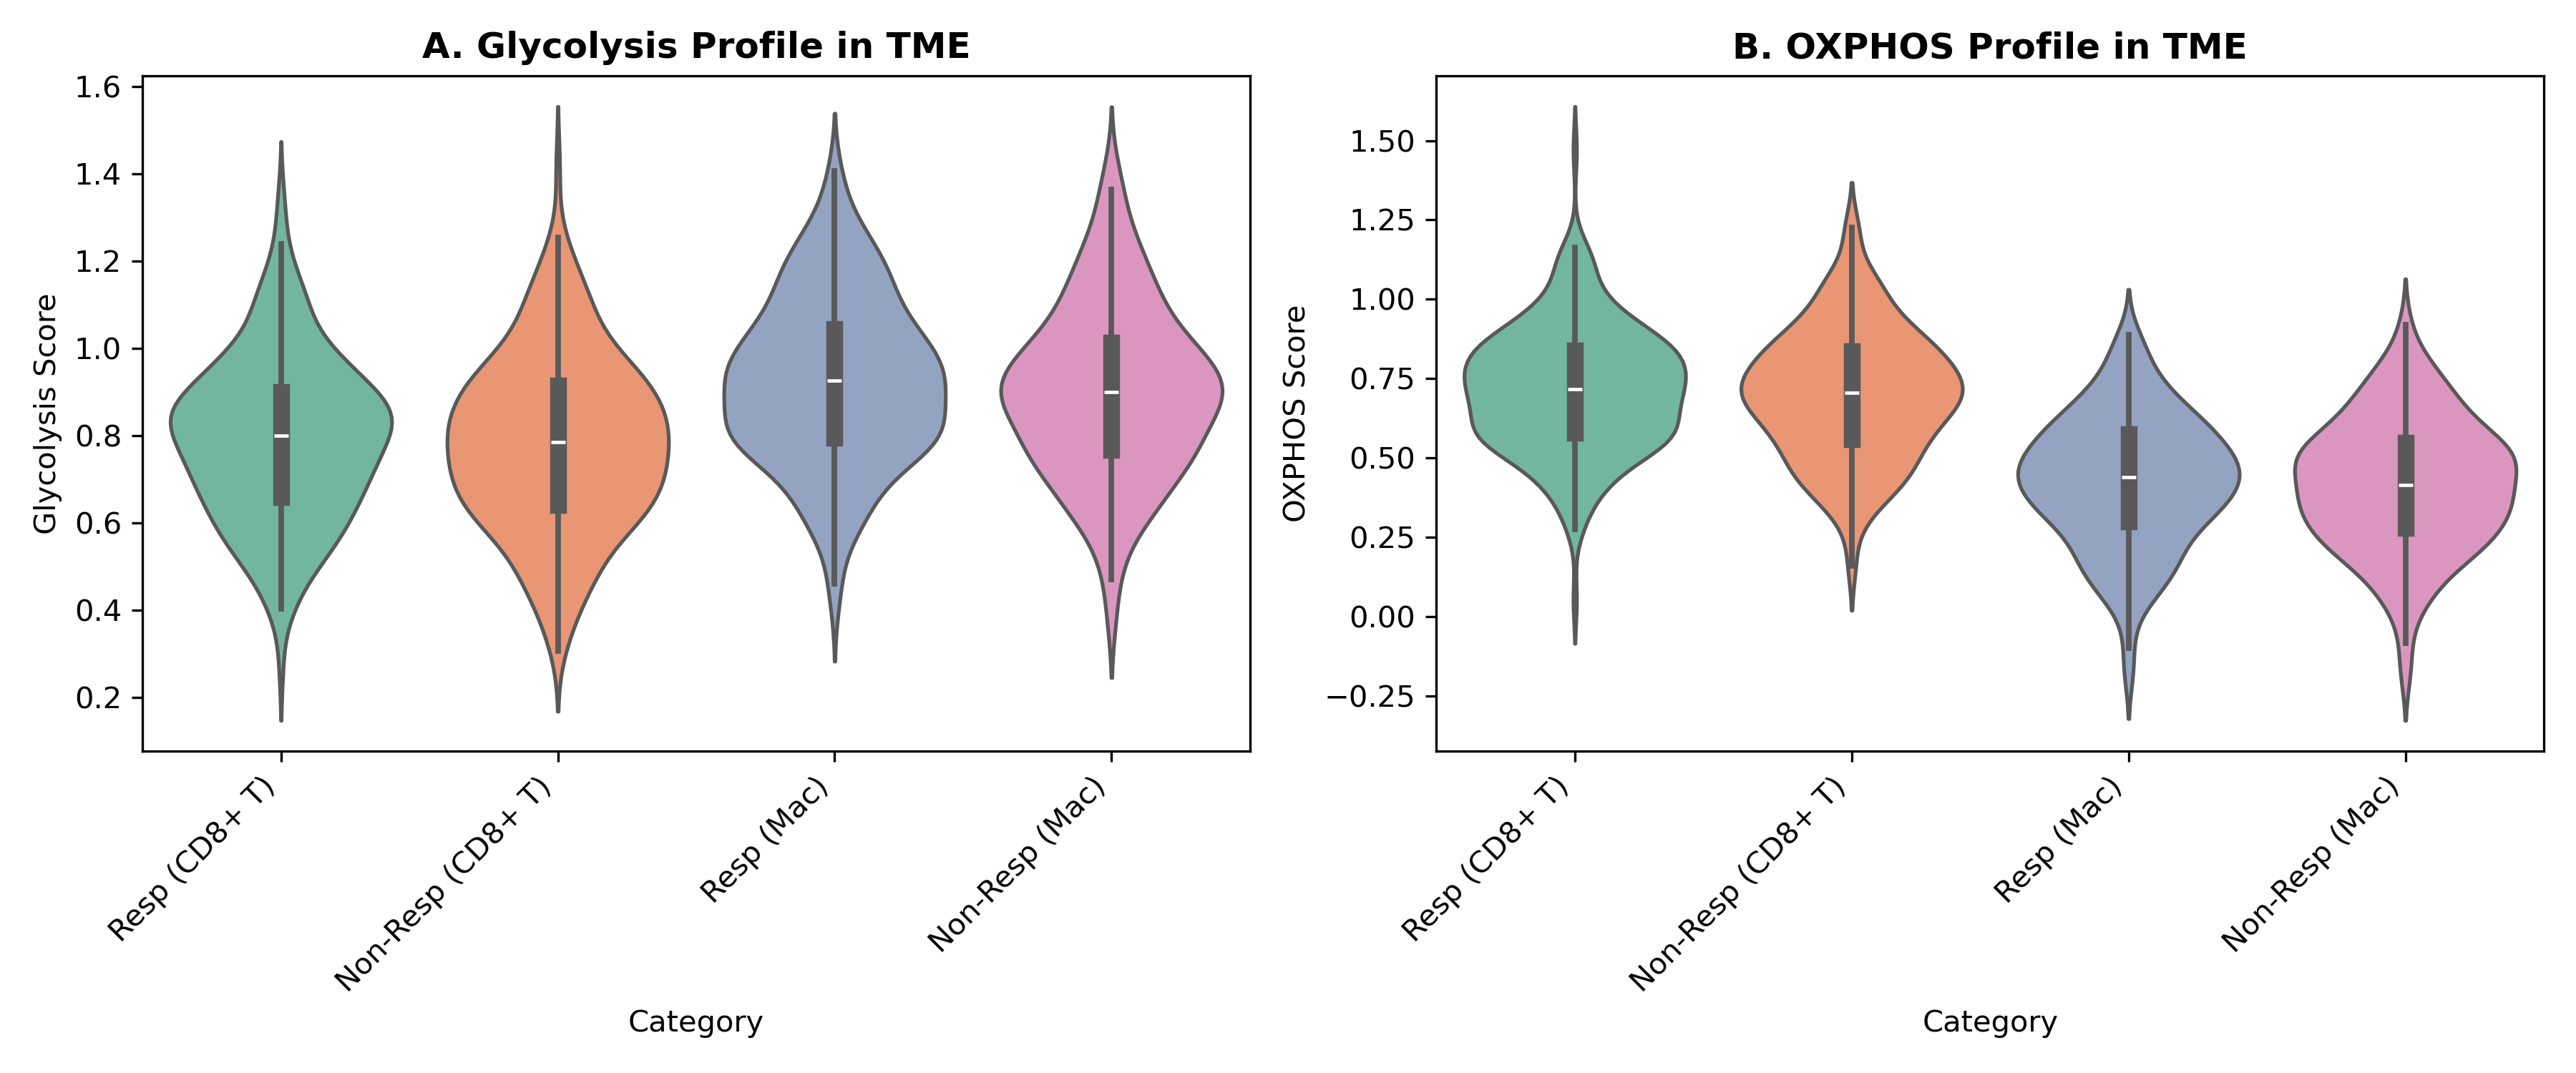 A. Glycolysis Profile in TME
Glycolysis Score
1.6
1.4
1.2
1.0
0.8
0.6
0.4
0.2
Resp (CD8+ T)
Non-Resp (CD8+ T)
Resp (Mac)
Non-Resp (Mac)
Category
B. OXPHOS Profile in TME
OXPHOS Score
1.50
1.25
1.00
0.75
0.50
0.25
0.00
−0.25
Resp (CD8+ T)
Non-Resp (CD8+ T)
Resp (Mac)
Non-Resp (Mac)
Category